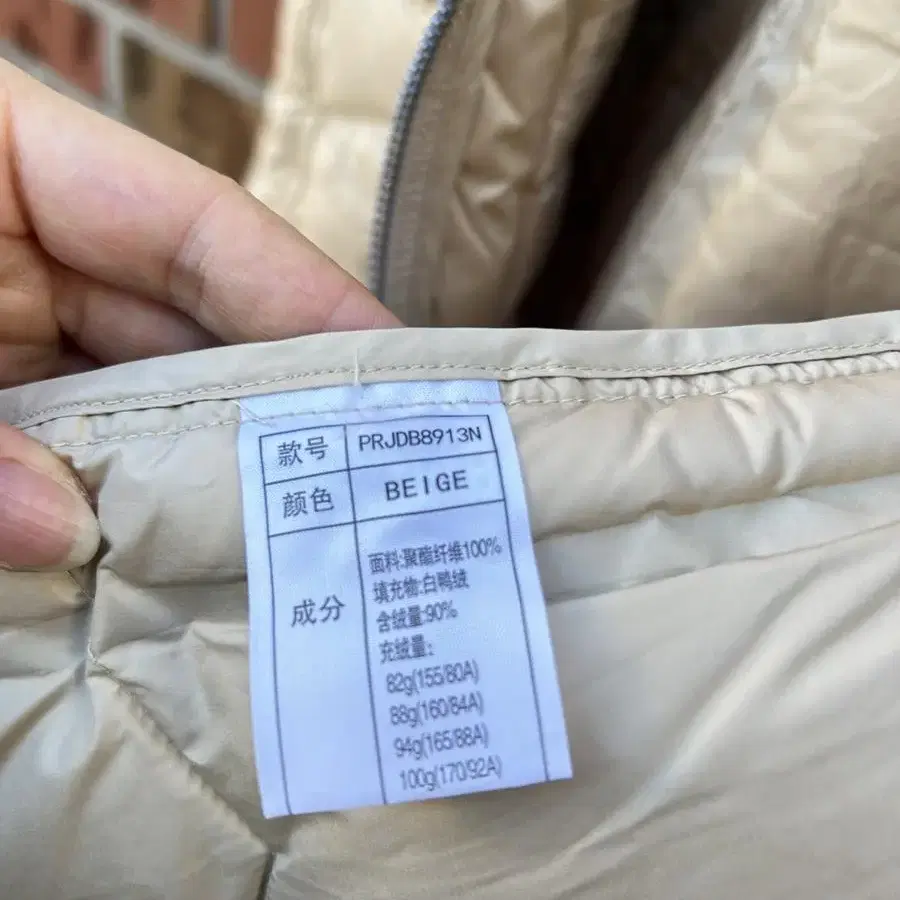 款号 PRJDB8913N
颜色 BEIGE
成分
面料:聚酯纤维100%
填充物:白鸭绒
含绒量:90%
充绒量:
82g(155/80A)
88g(160/84A)
94g(165/88A)
100g(170/92A)